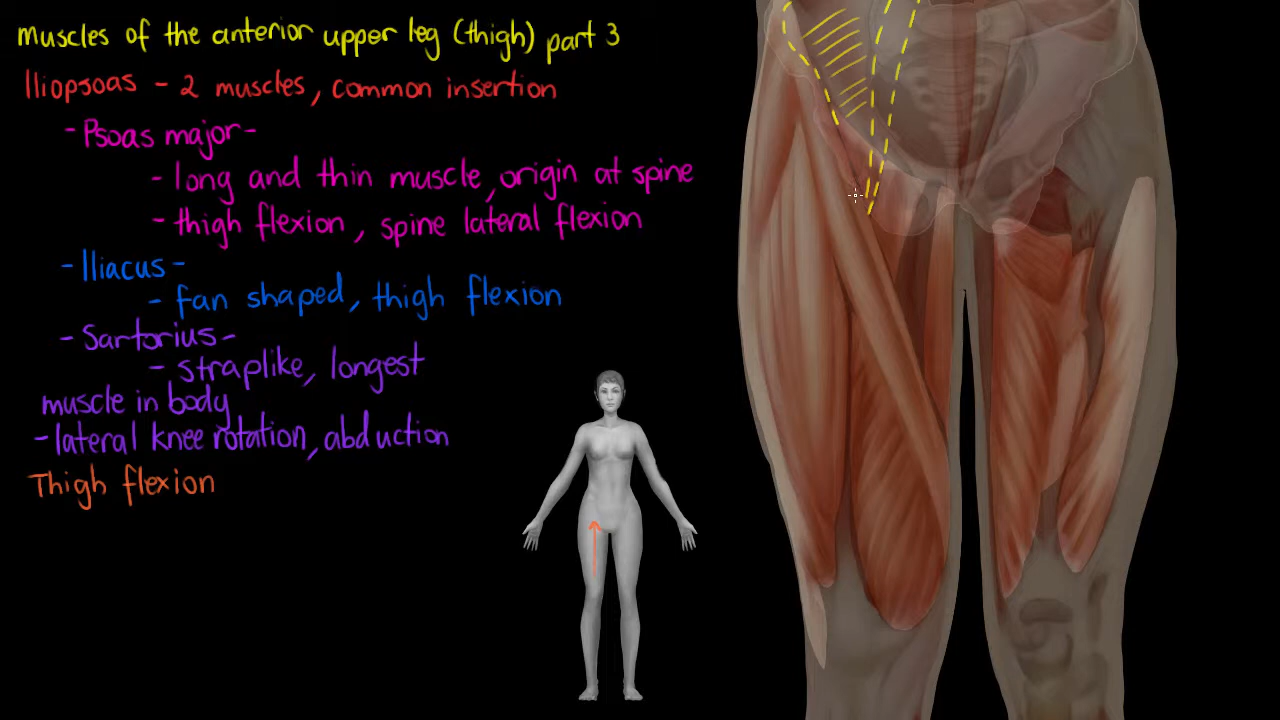 muscles of the anterior upper leg (thigh) part 3
Iliopsoas - 2 muscles, common insertion
- Psoas major -
- long and thin muscle, origin at spine
- thigh flexion, spine lateral flexion
- Iliacus -
- fan shaped, thigh flexion
- Sartorius -
- straplike, longest
muscle in body
- lateral knee rotation, abduction
Thigh flexion